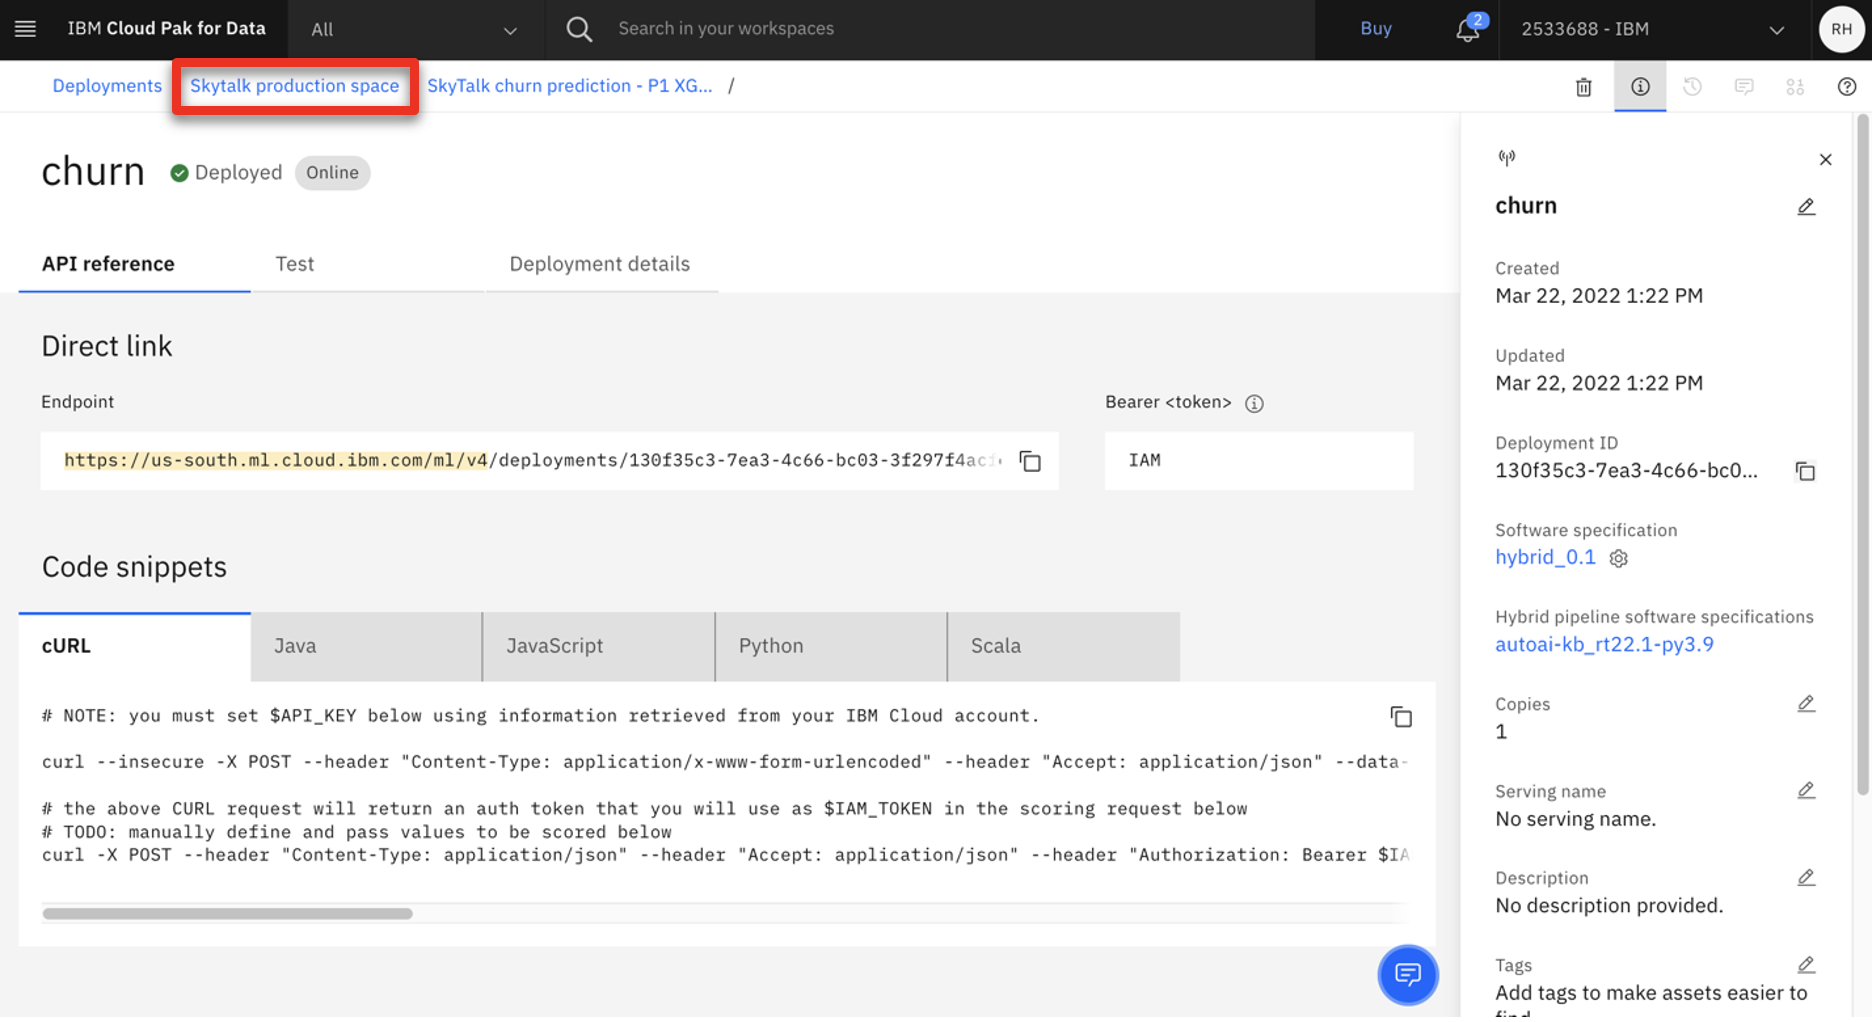 IBM Cloud Pak for Data
All
Search in your workspaces
Buy
2
2533688 - IBM
RH
Deployments
Skytalk production space
SkyTalk churn prediction - P1 XG... /
churn
Deployed
Online
API reference
Test
Deployment details
Direct link
Endpoint
https://us-south.ml.cloud.ibm.com/ml/v4/deployments/130f35c3-7ea3-4c66-bc03-3f297f4acf
Bearer <token>
IAM
Code snippets
cURL
Java
JavaScript
Python
Scala
# NOTE: you must set $API_KEY below using information retrieved from your IBM Cloud account.
curl --insecure -X POST --header "Content-Type: application/x-www-form-urlencoded" --header "Accept: application/json" --data-
# the above CURL request will return an auth token that you will use as $IAM_TOKEN in the scoring request below
# TODO: manually define and pass values to be scored below
curl -X POST --header "Content-Type: application/json" --header "Accept: application/json" --header "Authorization: Bearer $IA
churn
Created
Mar 22, 2022 1:22 PM
Updated
Mar 22, 2022 1:22 PM
Deployment ID
130f35c3-7ea3-4c66-bc0...
Software specification
hybrid_0.1
Hybrid pipeline software specifications
autoai-kb_rt22.1-py3.9
Copies
1
Serving name
No serving name.
Description
No description provided.
Tags
Add tags to make assets easier to
find